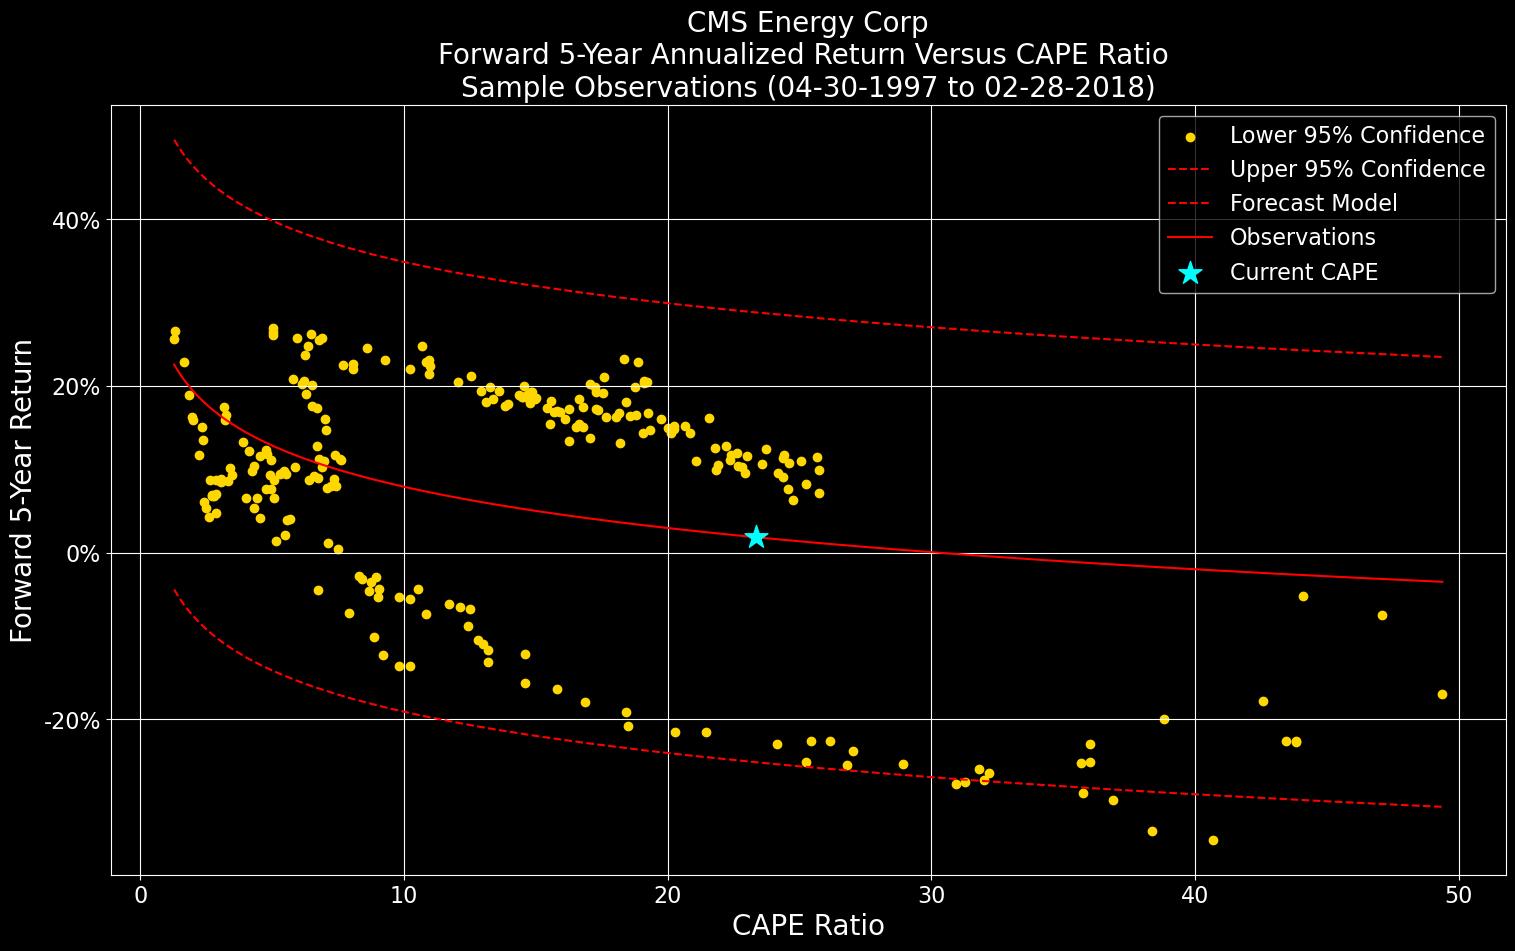 CMS Energy Corp
Forward 5-Year Annualized Return Versus CAPE Ratio
Sample Observations (04-30-1997 to 02-28-2018)
Lower 95% Confidence
Upper 95% Confidence
Forecast Model
Observations
Current CAPE
Forward 5-Year Return
40%
20%
0%
-20%
0 10 20 30 40 50
CAPE Ratio